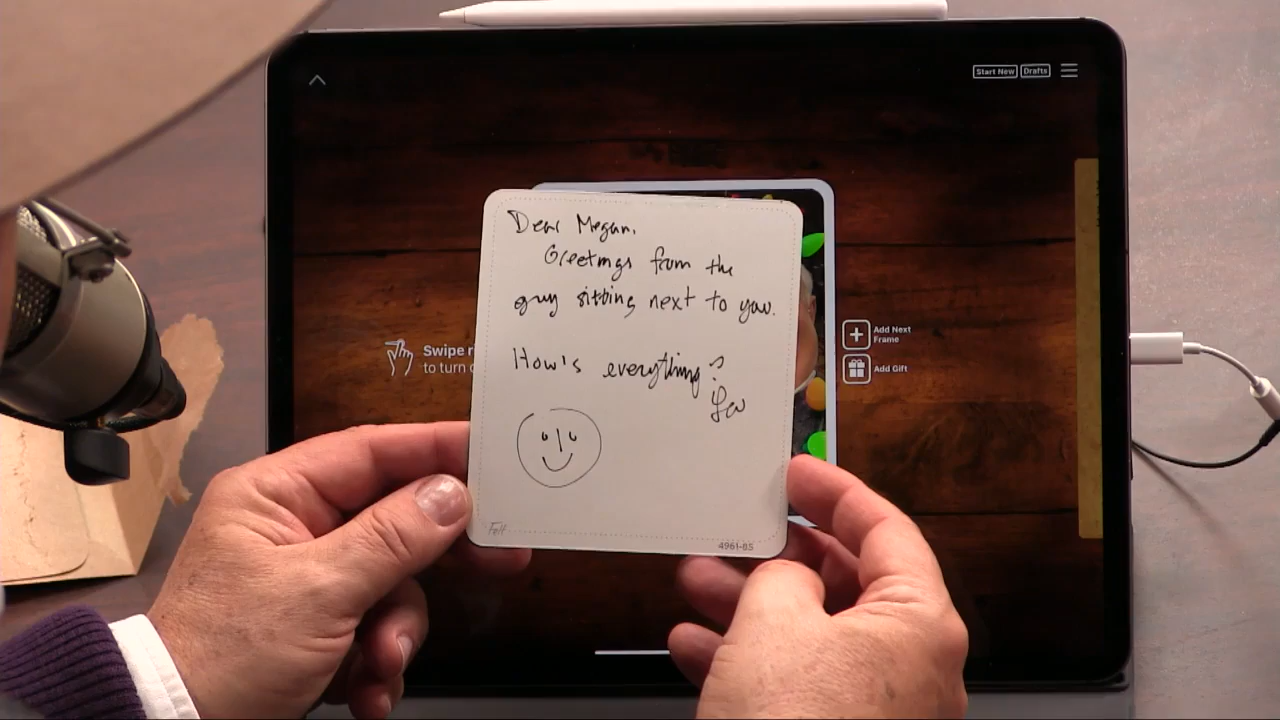 Start New
Drafts
Dear Megan,
Greetings from the
guy sitting next to you.
How's everything?
Felt
4961-85
Swipe
to turn
Add Next
Frame
Add Gift